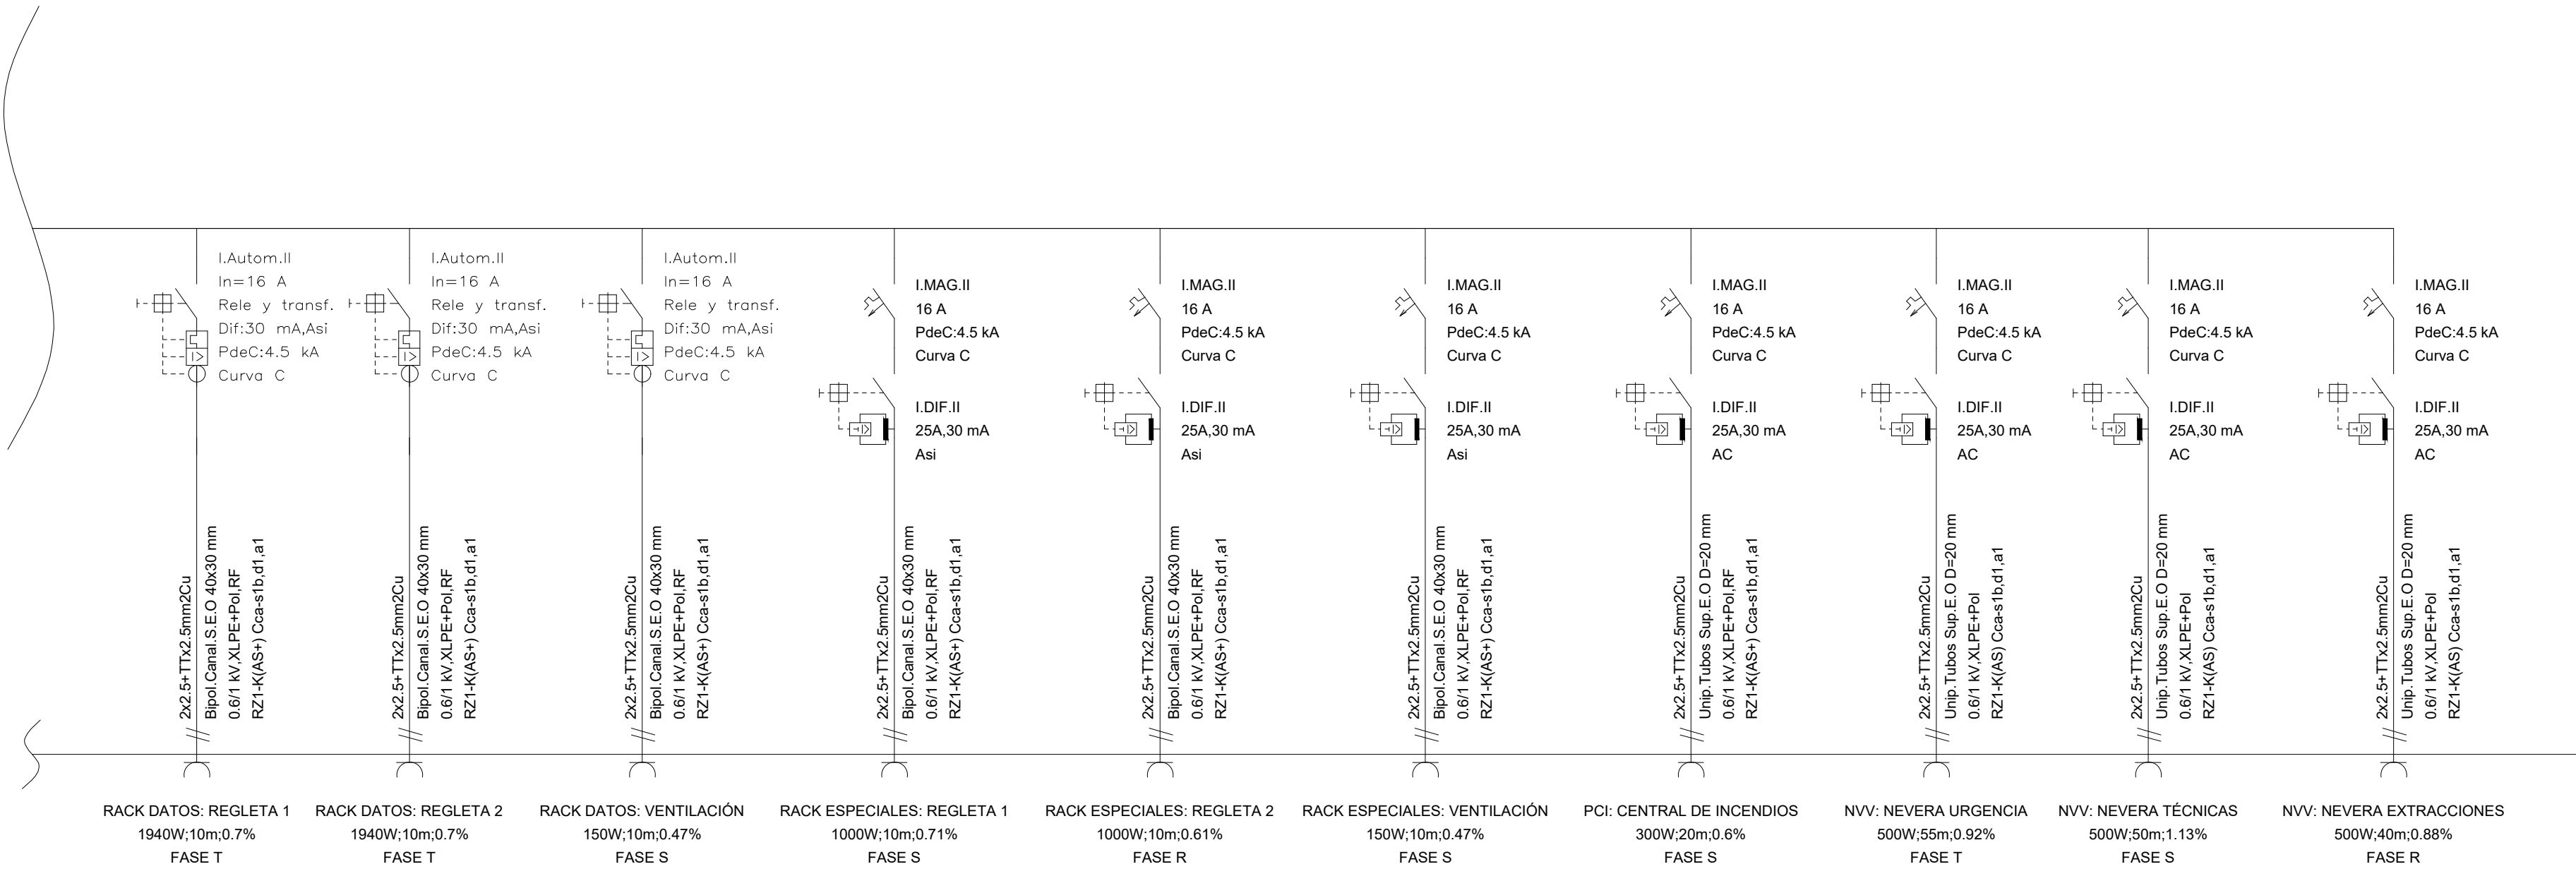 I.Autom.II
In=16 A
Rele y transf.
Dif:30 mA,Asi
PdeC:4.5 kA
Curva C
2x2.5+TTx2.5mm2Cu
Bipol.Canal.S.E.O 40x30 mm
0.6/1 kV,XLPE+Pol,RF
RZ1-K(AS+) Cca-s1b,d1,a1
RACK DATOS: REGLETA 1
1940W;10m;0.7%
FASE T
I.Autom.II
In=16 A
Rele y transf.
Dif:30 mA,Asi
PdeC:4.5 kA
Curva C
2x2.5+TTx2.5mm2Cu
Bipol.Canal.S.E.O 40x30 mm
0.6/1 kV,XLPE+Pol,RF
RZ1-K(AS+) Cca-s1b,d1,a1
RACK DATOS: REGLETA 2
1940W;10m;0.7%
FASE T
I.Autom.II
In=16 A
Rele y transf.
Dif:30 mA,Asi
PdeC:4.5 kA
Curva C
2x2.5+TTx2.5mm2Cu
Bipol.Canal.S.E.O 40x30 mm
0.6/1 kV,XLPE+Pol,RF
RZ1-K(AS+) Cca-s1b,d1,a1
RACK DATOS: VENTILACIÓN
150W;10m;0.47%
FASE S
I.MAG.II
16 A
PdeC:4.5 kA
Curva C
I.DIF.II
25A,30 mA
Asi
2x2.5+TTx2.5mm2Cu
Bipol.Canal.S.E.O 40x30 mm
0.6/1 kV,XLPE+Pol,RF
RZ1-K(AS+) Cca-s1b,d1,a1
RACK ESPECIALES: REGLETA 1
1000W;10m;0.71%
FASE S
I.MAG.II
16 A
PdeC:4.5 kA
Curva C
I.DIF.II
25A,30 mA
Asi
2x2.5+TTx2.5mm2Cu
Bipol.Canal.S.E.O 40x30 mm
0.6/1 kV,XLPE+Pol,RF
RZ1-K(AS+) Cca-s1b,d1,a1
RACK ESPECIALES: REGLETA 2
1000W;10m;0.61%
FASE R
I.MAG.II
16 A
PdeC:4.5 kA
Curva C
I.DIF.II
25A,30 mA
Asi
2x2.5+TTx2.5mm2Cu
Bipol.Canal.S.E.O 40x30 mm
0.6/1 kV,XLPE+Pol,RF
RZ1-K(AS+) Cca-s1b,d1,a1
RACK ESPECIALES: VENTILACIÓN
150W;10m;0.47%
FASE S
I.MAG.II
16 A
PdeC:4.5 kA
Curva C
I.DIF.II
25A,30 mA
AC
2x2.5+TTx2.5mm2Cu
Unip.Tubos Sup.E.O D=20 mm
0.6/1 kV,XLPE+Pol,RF
RZ1-K(AS+) Cca-s1b,d1,a1
PCI: CENTRAL DE INCENDIOS
300W;20m;0.6%
FASE S
I.MAG.II
16 A
PdeC:4.5 kA
Curva C
I.DIF.II
25A,30 mA
AC
2x2.5+TTx2.5mm2Cu
Unip.Tubos Sup.E.O D=20 mm
0.6/1 kV,XLPE+Pol
RZ1-K(AS) Cca-s1b,d1,a1
NVV: NEVERA URGENCIA
500W;55m;0.92%
FASE T
I.MAG.II
16 A
PdeC:4.5 kA
Curva C
I.DIF.II
25A,30 mA
AC
2x2.5+TTx2.5mm2Cu
Unip.Tubos Sup.E.O D=20 mm
0.6/1 kV,XLPE+Pol
RZ1-K(AS) Cca-s1b,d1,a1
NVV: NEVERA TÉCNICAS
500W;50m;1.13%
FASE S
I.MAG.II
16 A
PdeC:4.5 kA
Curva C
I.DIF.II
25A,30 mA
AC
2x2.5+TTx2.5mm2Cu
Unip.Tubos Sup.E.O D=20 mm
0.6/1 kV,XLPE+Pol
RZ1-K(AS) Cca-s1b,d1,a1
NVV: NEVERA EXTRACCIONES
500W;40m;0.88%
FASE R